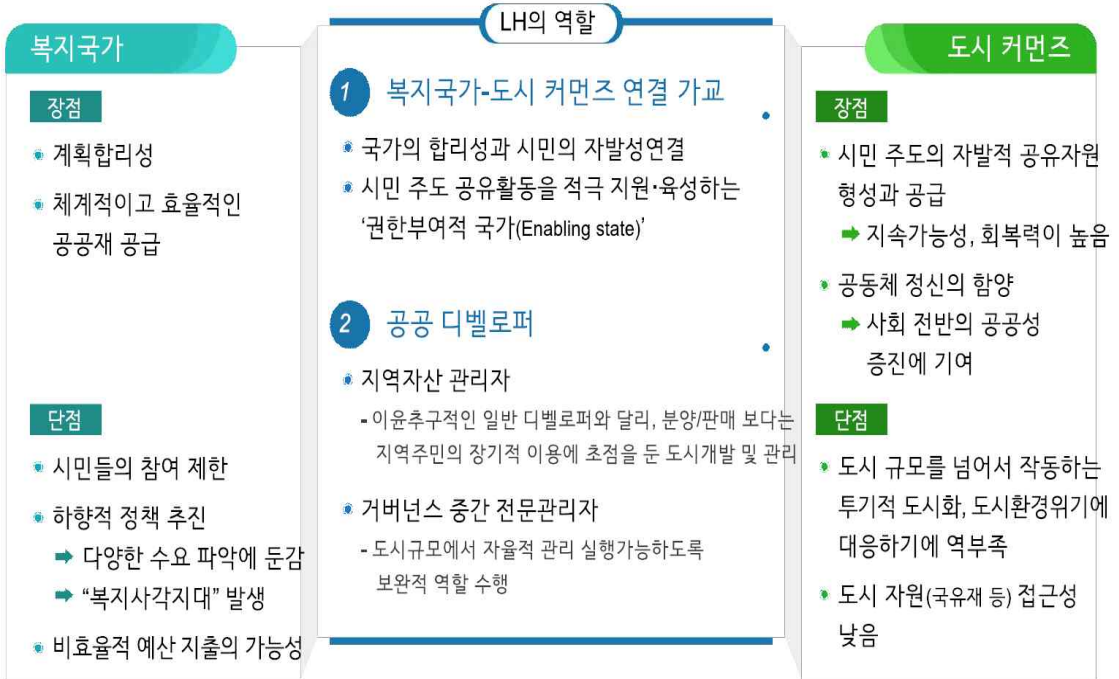 복지국가
장점
계획합리성
체계적이고 효율적인
공공재 공급
단점
시민들의 참여 제한
하향적 정책 추진
➡ 다양한 수요 파악에 둔감
➡ “복지사각지대” 발생
비효율적 예산 지출의 가능성
LH의 역할
1 복지국가-도시 커먼즈 연결 가교
국가의 합리성과 시민의 자발성연결
시민 주도 공유활동을 적극 지원·육성하는
‘권한부여적 국가(Enabling state)’
2 공공 디벨로퍼
지역자산 관리자
- 이윤추구적인 일반 디벨로퍼와 달리, 분양/판매 보다는
지역주민의 장기적 이용에 초점을 둔 도시개발 및 관리
거버넌스 중간 전문관리자
- 도시규모에서 자율적 관리 실행가능하도록
보완적 역할 수행
도시 커먼즈
장점
시민 주도의 자발적 공유자원
형성과 공급
➡ 지속가능성, 회복력이 높음
공동체 정신의 함양
➡ 사회 전반의 공공성
증진에 기여
단점
도시 규모를 넘어서 작동하는
투기적 도시화, 도시환경위기에
대응하기에 역부족
도시 자원(국유재 등) 접근성
낮음